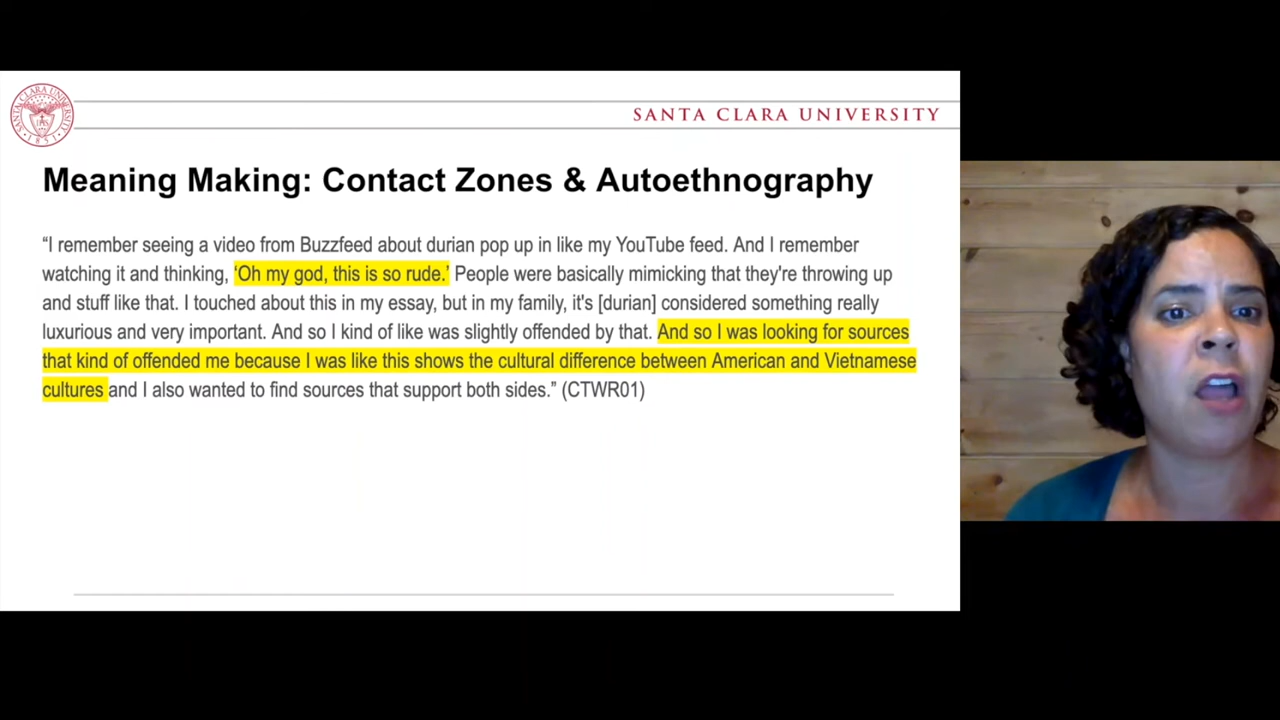 SANTA CLARA UNIVERSITY
Meaning Making: Contact Zones & Autoethnography
“I remember seeing a video from Buzzfeed about durian pop up in like my YouTube feed. And I remember
watching it and thinking, ‘Oh my god, this is so rude.’ People were basically mimicking that they're throwing up
and stuff like that. I touched about this in my essay, but in my family, it's [durian] considered something really
luxurious and very important. And so I kind of like was slightly offended by that. And so I was looking for sources
that kind of offended me because I was like this shows the cultural difference between American and Vietnamese
cultures and I also wanted to find sources that support both sides.” (CTWR01)
SANTA CLARA UNIVERSITY
1851